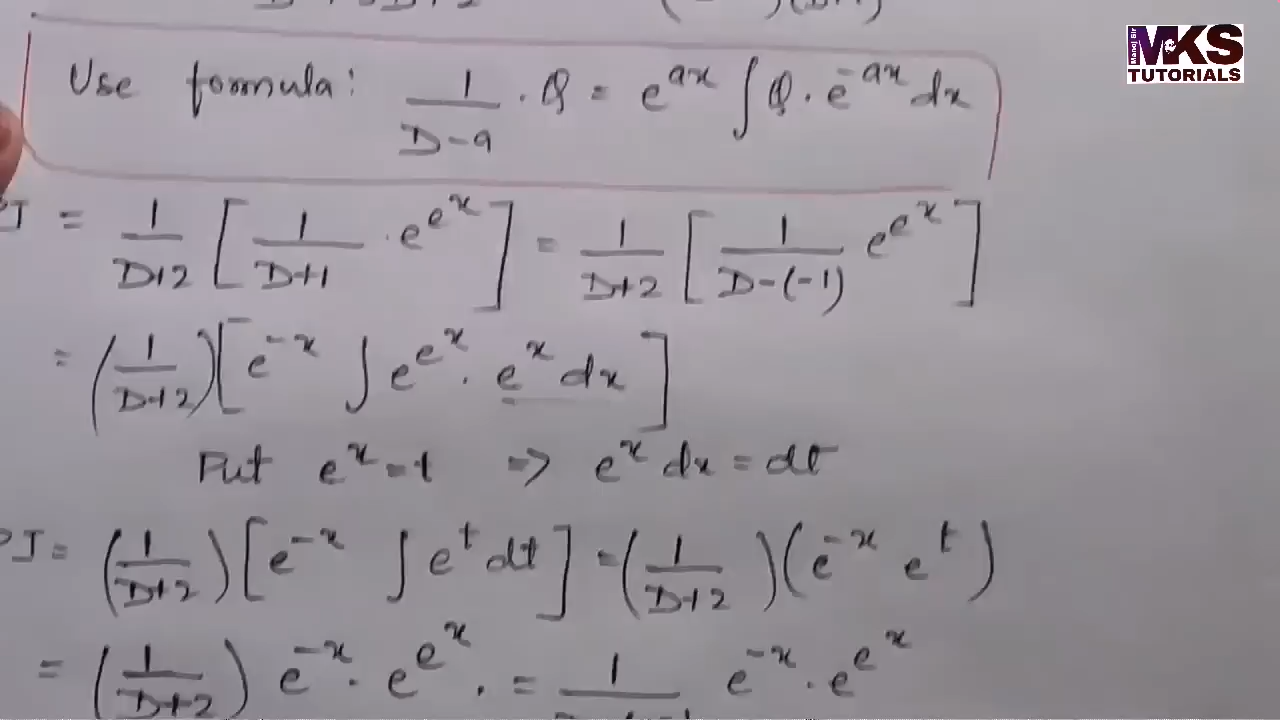 MKS
TUTORIALS
Use formula: 1/(D-a) . Q = e^{ax} ∫ Q . e^{-ax} dx
PI = 1/(D+2) [ 1/(D+1) . e^{e^x} ] = 1/(D+2) [ 1/(D-(-1)) e^{e^x} ]
= (1/(D+2)) [ e^{-x} ∫ e^{e^x} . e^x dx ]
Put e^x = t => e^x dx = dt
PI = (1/(D+2)) [ e^{-x} ∫ e^t dt ] = (1/(D+2)) (e^{-x} e^t)
= (1/(D+2)) e^{-x} . e^{e^x} . = 1 e^{-x} . e^{e^x}